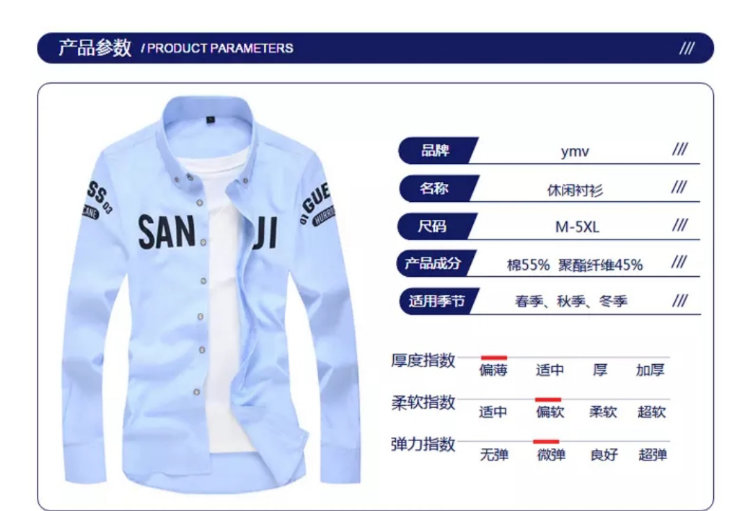 产品参数 / PRODUCT PARAMETERS ///
品牌 ymv ///
名称 休闲衬衫 ///
尺码 M-5XL ///
产品成分 棉55% 聚酯纤维45% ///
适用季节 春季、秋季、冬季 ///
SS 03
GUE
01
SAN JI
厚度指数 偏薄 适中 厚 加厚
柔软指数 适中 偏软 柔软 超软
弹力指数 无弹 微弹 良好 超弹